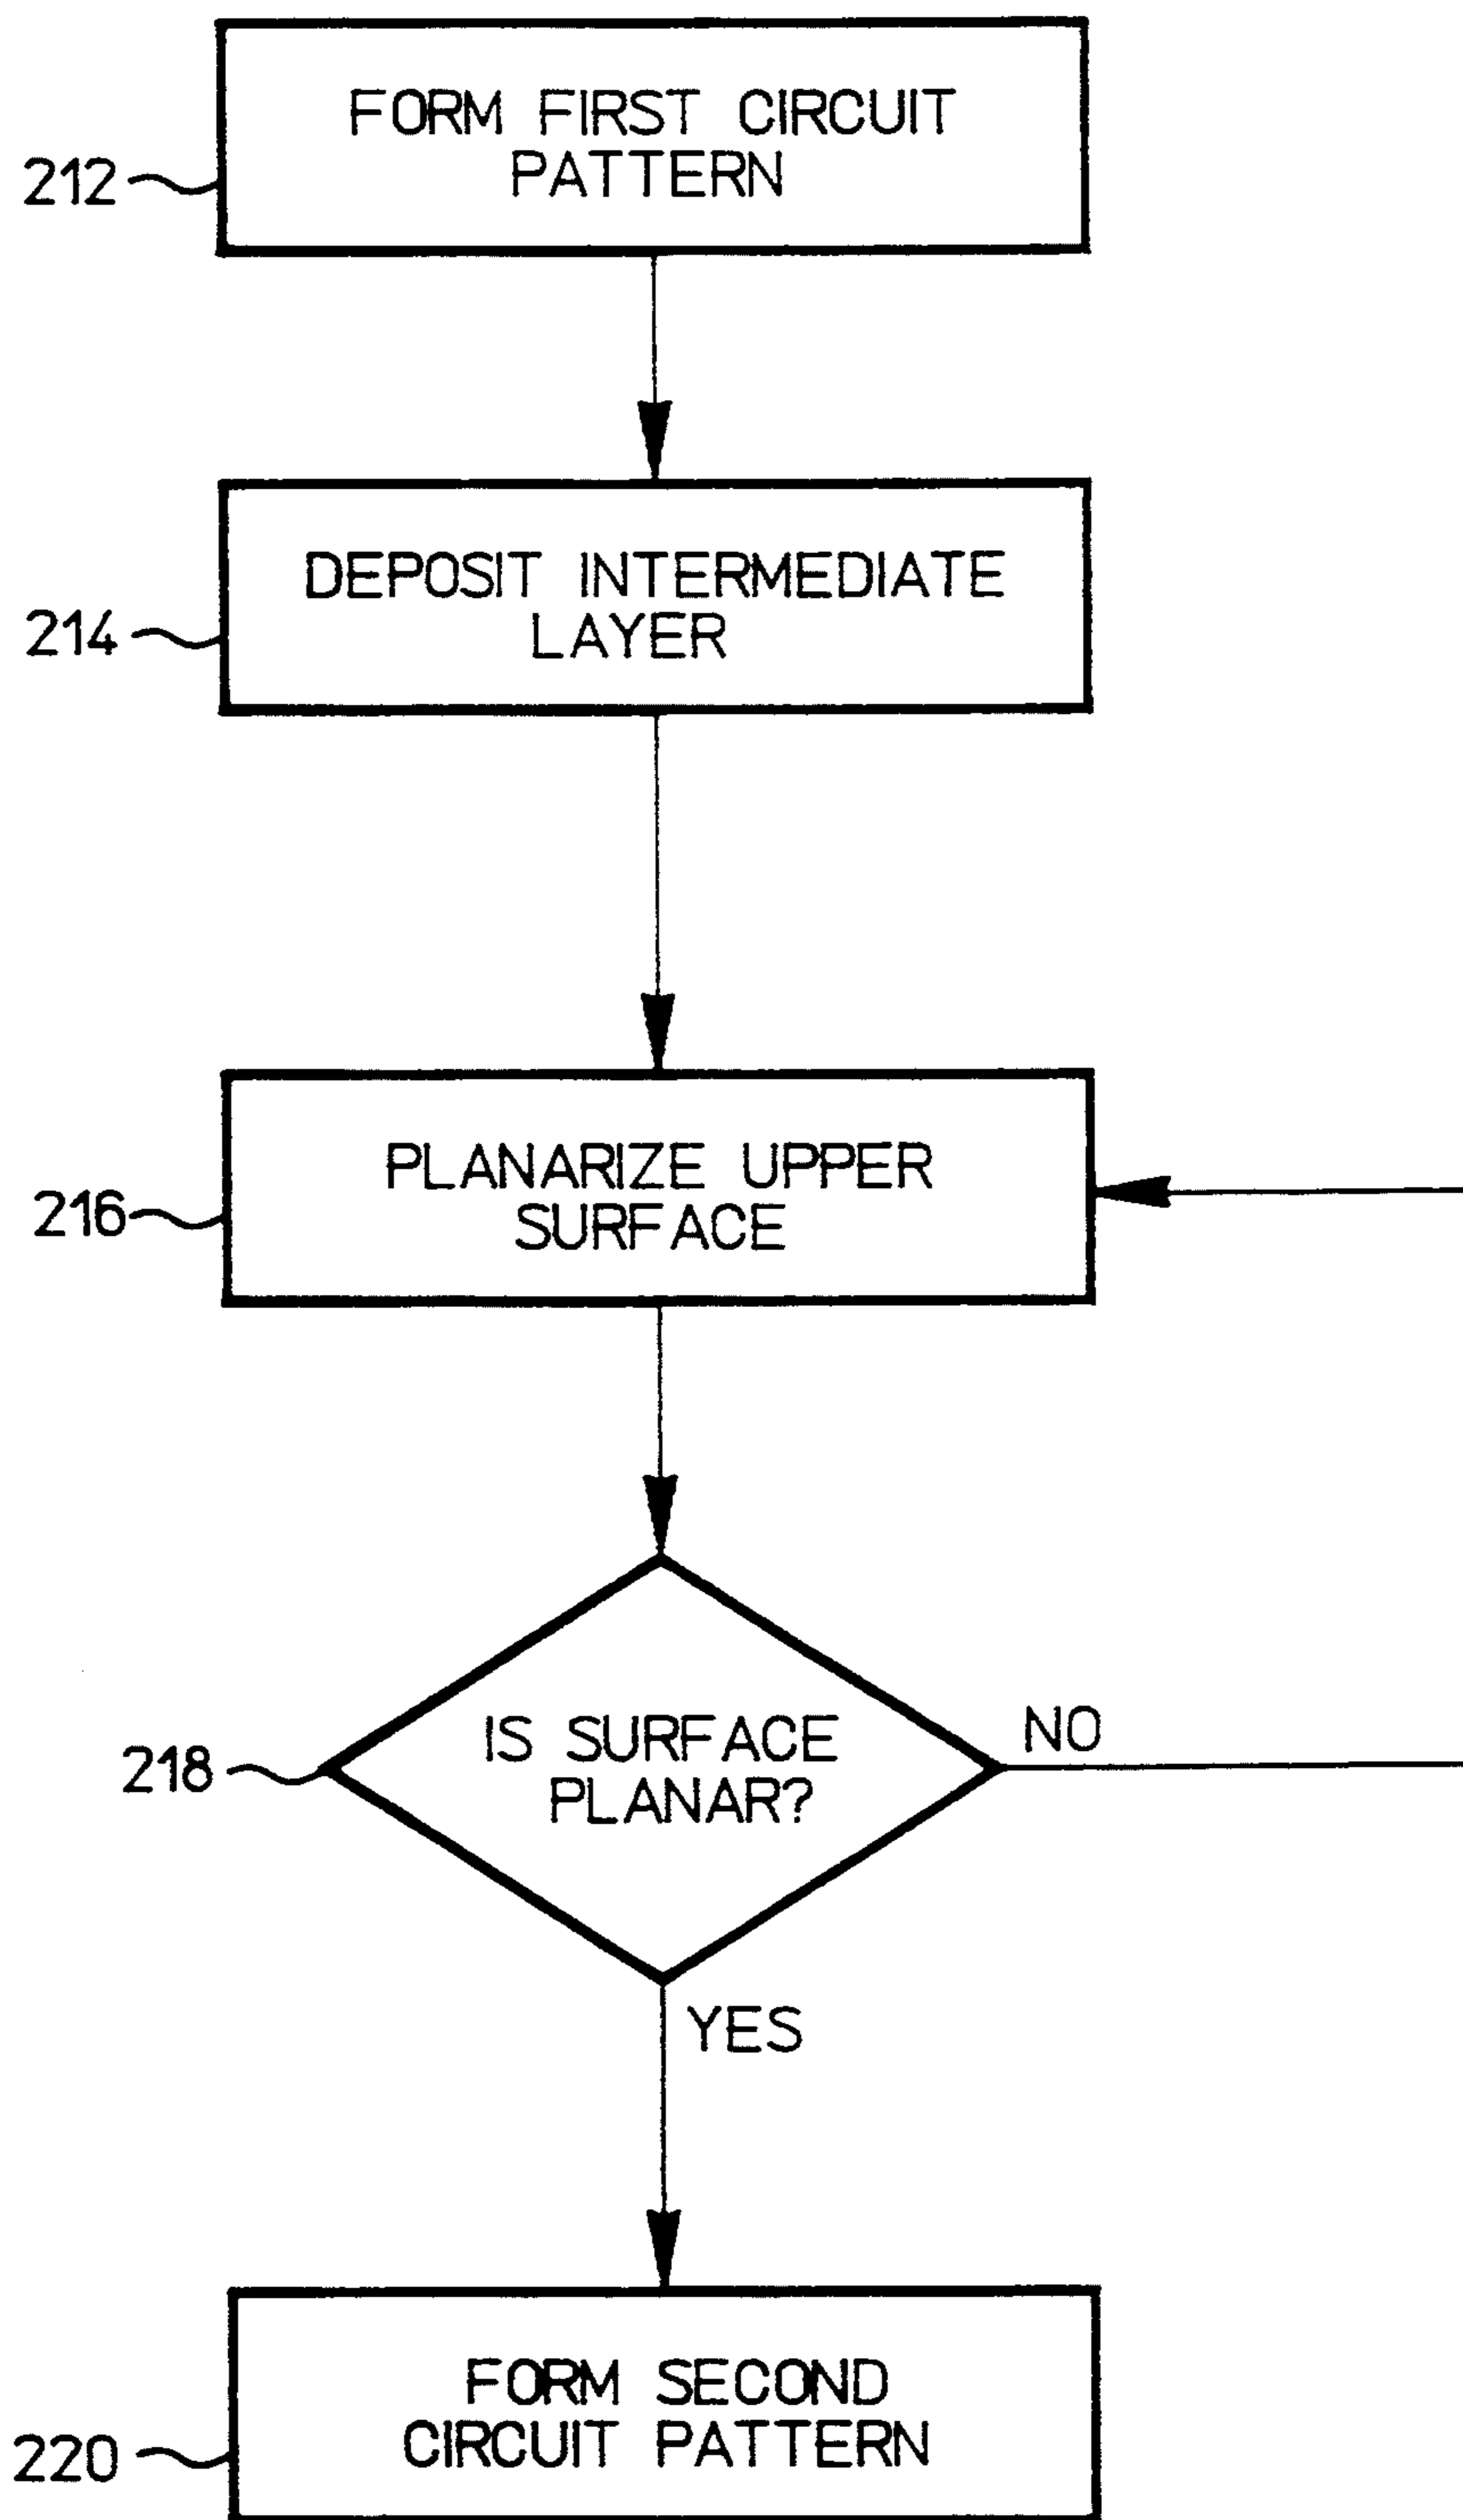 FORM FIRST CIRCUIT
PATTERN
212
DEPOSIT INTERMEDIATE
LAYER
214
PLANARIZE UPPER
SURFACE
216
IS SURFACE
PLANAR?
218
NO
YES
FORM SECOND
CIRCUIT PATTERN
220